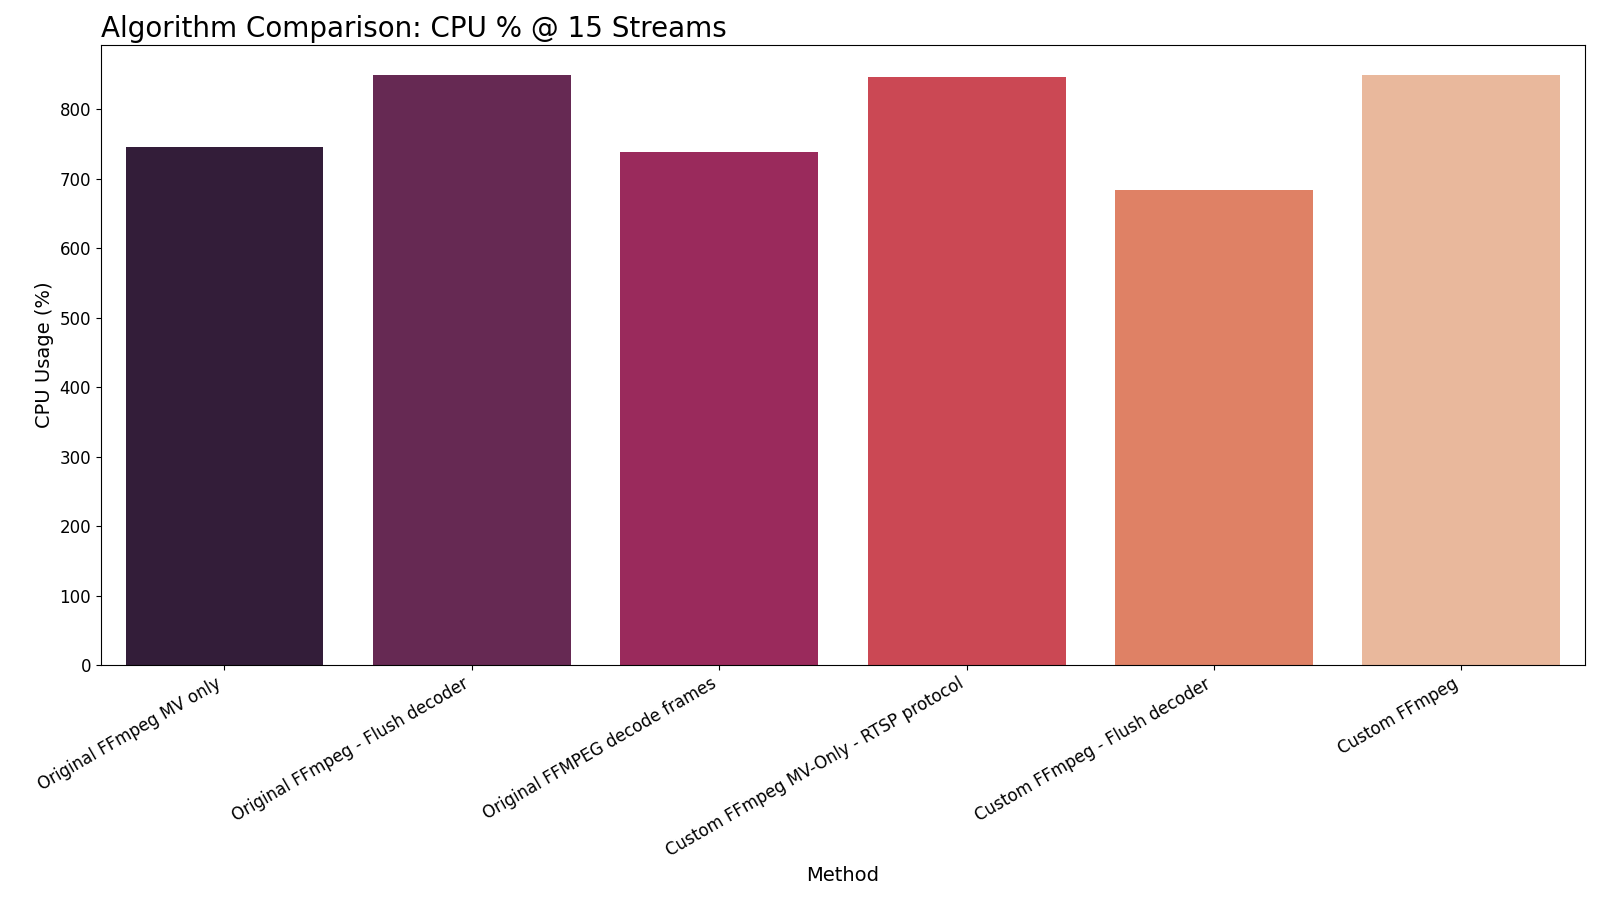 Algorithm Comparison: CPU % @ 15 Streams
CPU Usage (%)
800
700
600
500
400
300
200
100
0
Original FFmpeg MV only
Original FFmpeg - Flush decoder
Original FFMPEG decode frames
Custom FFmpeg MV-Only - RTSP protocol
Custom FFmpeg - Flush decoder
Custom FFmpeg
Method